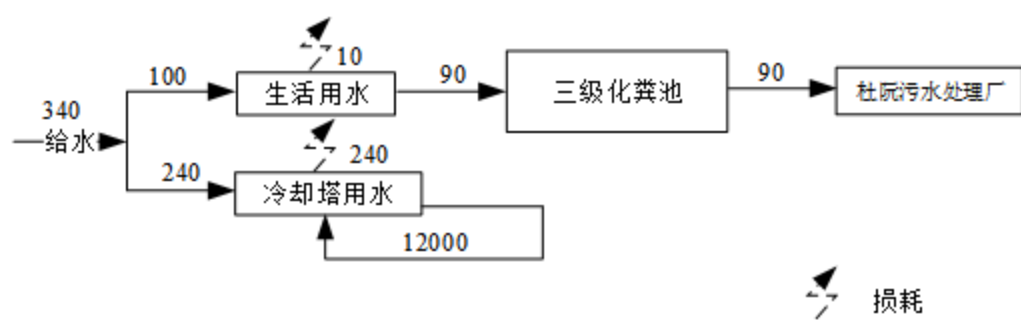 10
100
生活用水
90
三级化粪池
90
杜阮污水处理厂
340
给水
240
240
冷却塔用水
12000
损耗